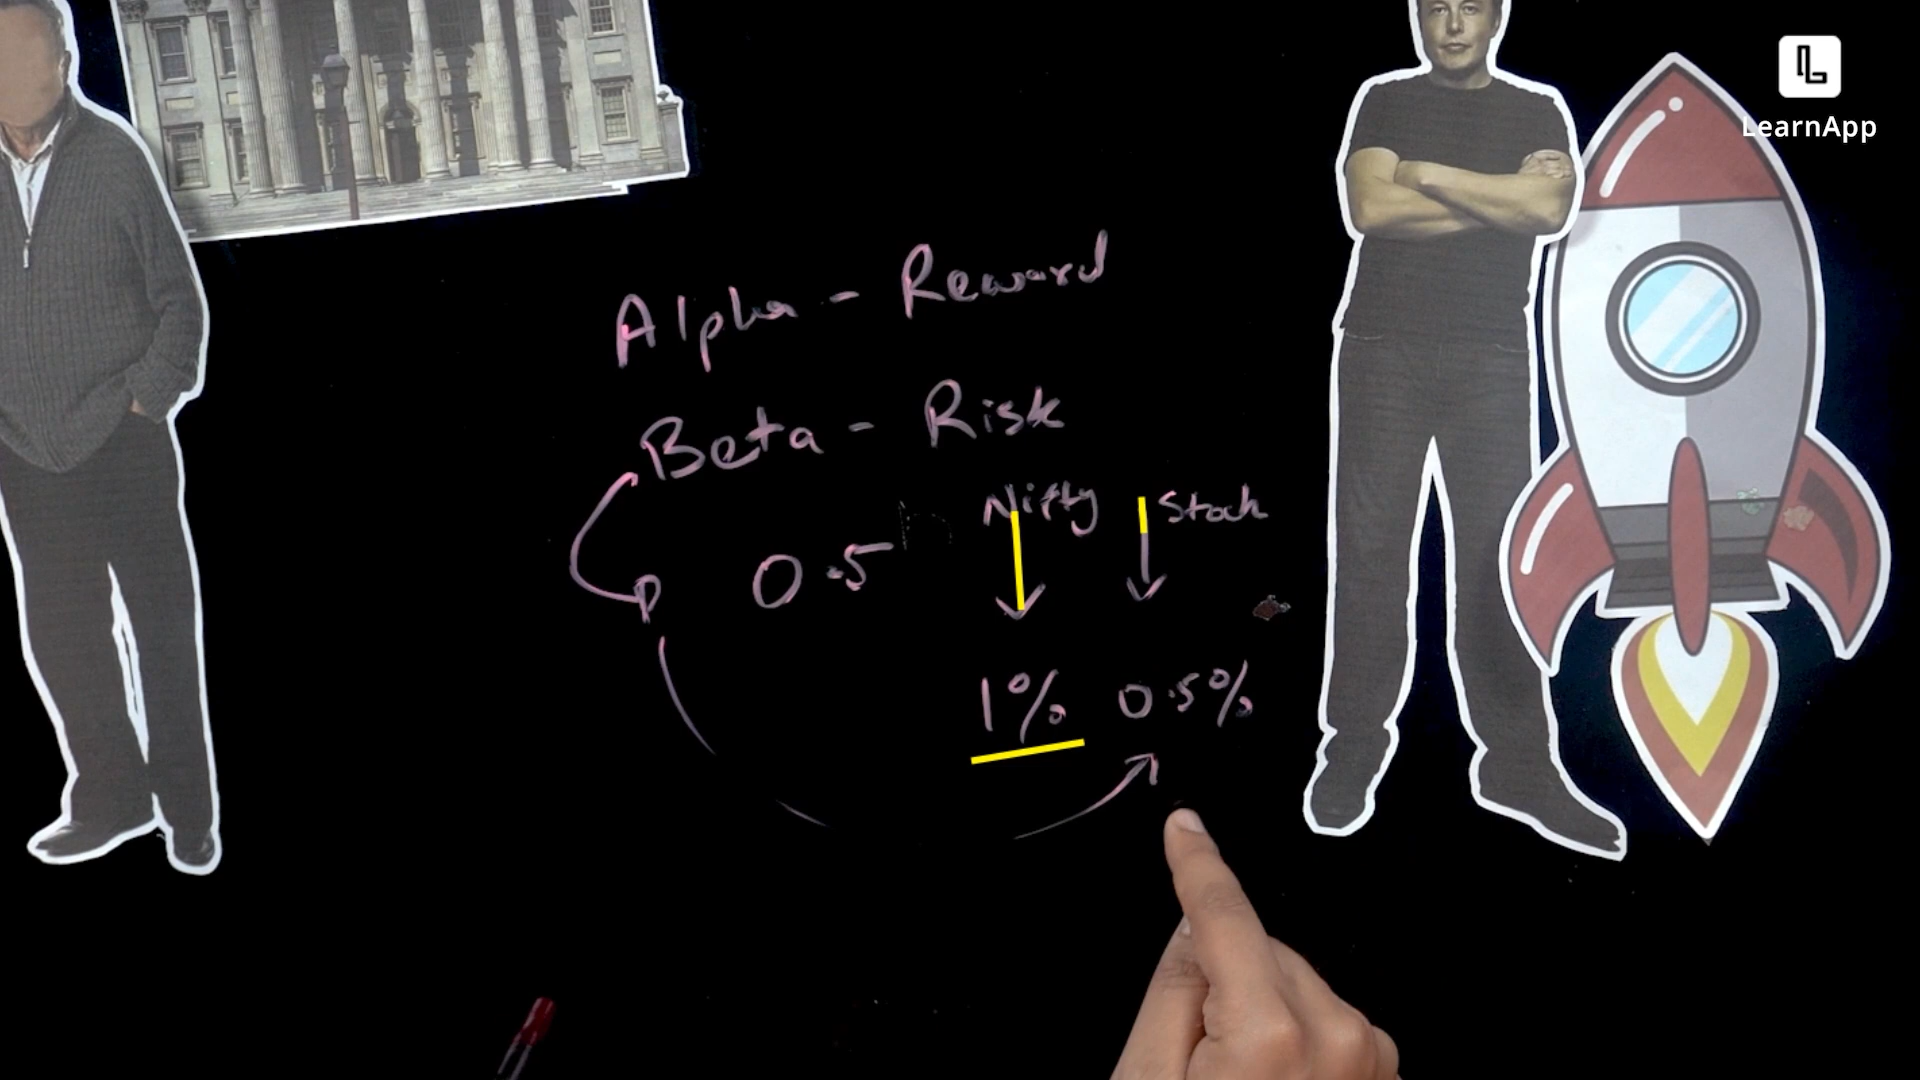 LearnApp
Alpha - Reward
Beta - Risk
Nifty Stock
0.5
1% 0.5%